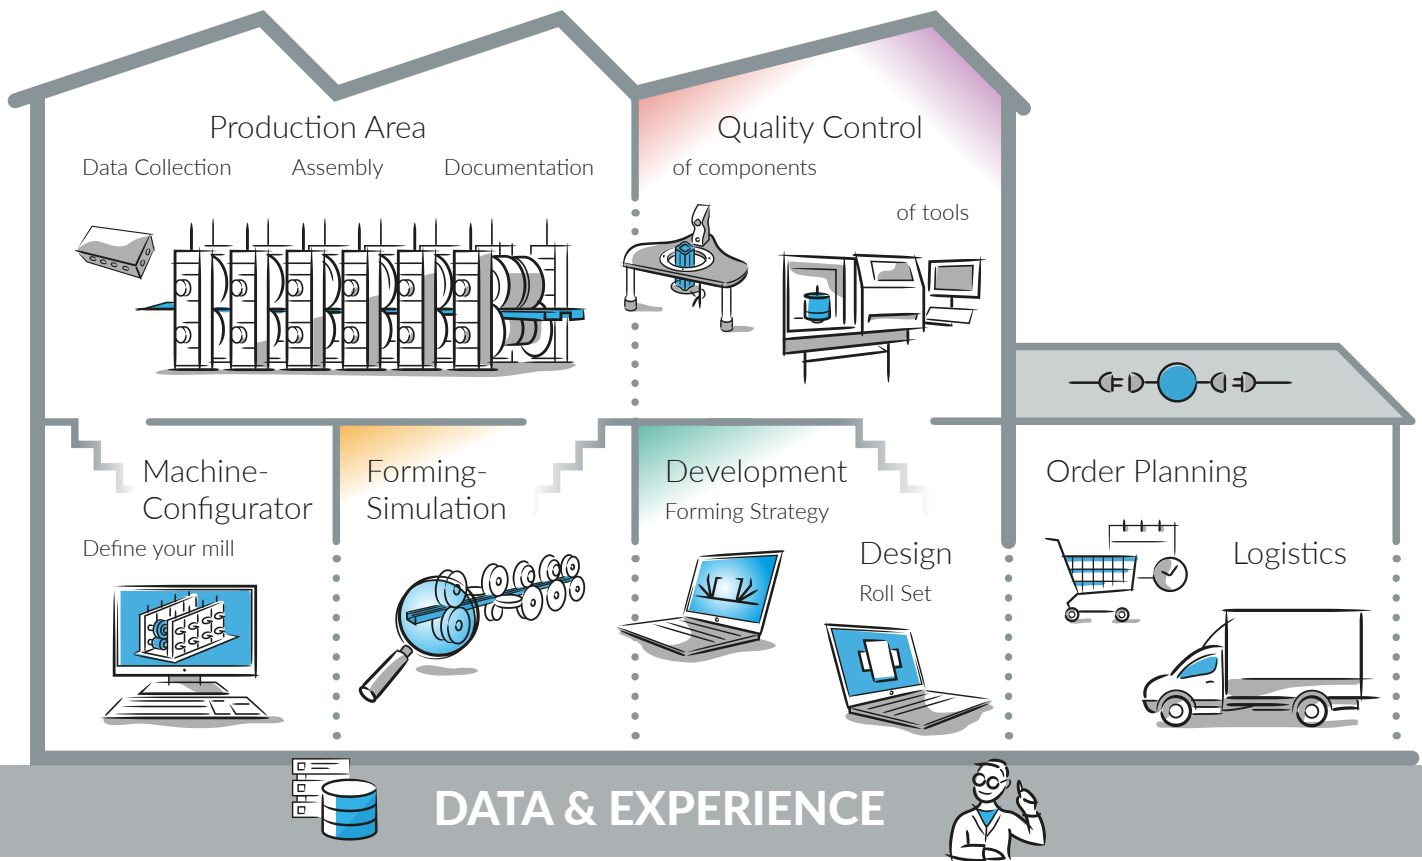 Production Area
Data Collection
Assembly
Documentation
Quality Control
of components
of tools
Machine-
Configurator
Define your mill
Forming-
Simulation
Development
Forming Strategy
Design
Roll Set
Order Planning
Logistics
DATA & EXPERIENCE